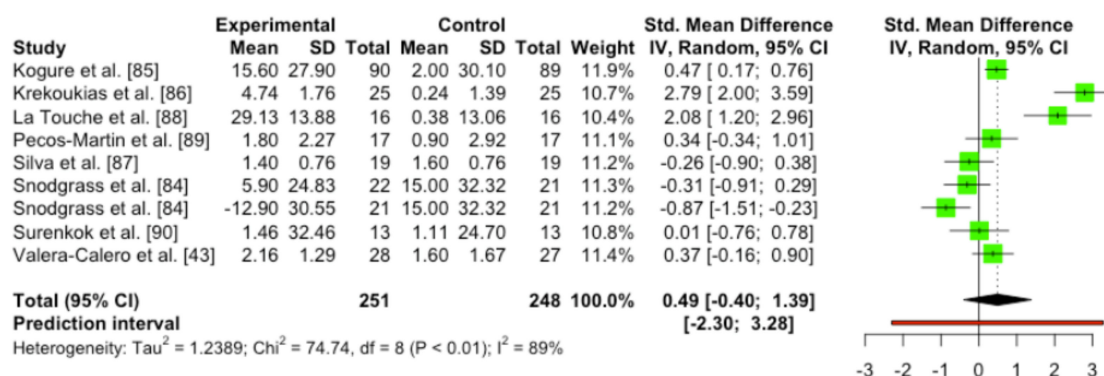 Experimental Control Std. Mean Difference Std. Mean Difference
Study Mean SD Total Mean SD Total Weight IV, Random, 95% CI IV, Random, 95% CI
Kogure et al. [85] 15.60 27.90 90 2.00 30.10 89 11.9% 0.47 [ 0.17; 0.76]
Krekoukias et al. [86] 4.74 1.76 25 0.24 1.39 25 10.7% 2.79 [ 2.00; 3.59]
La Touche et al. [88] 29.13 13.88 16 0.38 13.06 16 10.4% 2.08 [ 1.20; 2.96]
Pecos-Martin et al. [89] 1.80 2.27 17 0.90 2.92 17 11.1% 0.34 [-0.34; 1.01]
Silva et al. [87] 1.40 0.76 19 1.60 0.76 19 11.2% -0.26 [-0.90; 0.38]
Snodgrass et al. [84] 5.90 24.83 22 15.00 32.32 21 11.3% -0.31 [-0.91; 0.29]
Snodgrass et al. [84] -12.90 30.55 21 15.00 32.32 21 11.2% -0.87 [-1.51; -0.23]
Surenkok et al. [90] 1.46 32.46 13 1.11 24.70 13 10.8% 0.01 [-0.76; 0.78]
Valera-Calero et al. [43] 2.16 1.29 28 1.60 1.67 27 11.4% 0.37 [-0.16; 0.90]
Total (95% CI) 251 248 100.0% 0.49 [-0.40; 1.39]
Prediction interval [-2.30; 3.28]
Heterogeneity: Tau² = 1.2389; Chi² = 74.74, df = 8 (P < 0.01); I² = 89%
-3 -2 -1 0 1 2 3